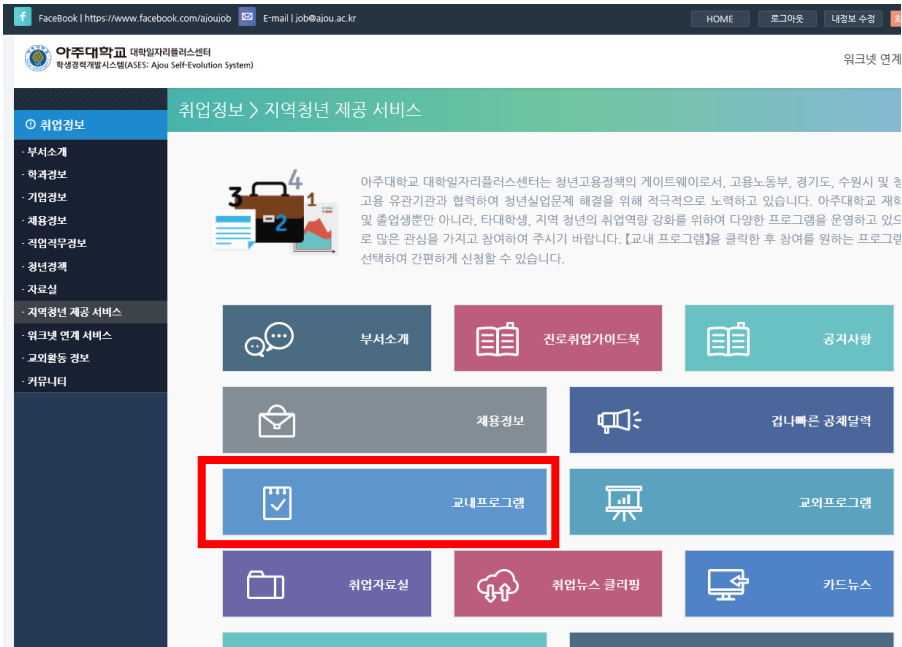 FaceBook | https://www.facebook.com/ajoujob E-mail | job@ajou.ac.kr HOME 로그아웃 내정보 수정
아주대학교 대학일자리플러스센터
학생경력개발시스템(ASES: Ajou Self-Evolution System)
워크넷 연계
취업정보 > 지역청년 제공 서비스
취업정보
· 부서소개
· 학과정보
· 기업정보
· 채용정보
· 직업직무정보
· 청년정책
· 자료실
· 지역청년 제공 서비스
· 워크넷 연계 서비스
· 교외활동 정보
· 커뮤니티
3 4 1 2
아주대학교 대학일자리플러스센터는 청년고용정책의 게이트웨이로서, 고용노동부, 경기도, 수원시 및 청
고용 유관기관과 협력하여 청년실업문제 해결을 위해 적극적으로 노력하고 있습니다. 아주대학교 재학
및 졸업생뿐만 아니라, 타대학생, 지역 청년의 취업역량 강화를 위하여 다양한 프로그램을 운영하고 있으
로 많은 관심을 가지고 참여하여 주시기 바랍니다. 【교내 프로그램】을 클릭한 후 참여를 원하는 프로그램
선택하여 간편하게 신청할 수 있습니다.
부서소개 진로취업가이드북 공지사항
채용정보 겁나빠른 공채달력
교내프로그램 교외프로그램
취업자료실 취업뉴스 클리핑 카드뉴스